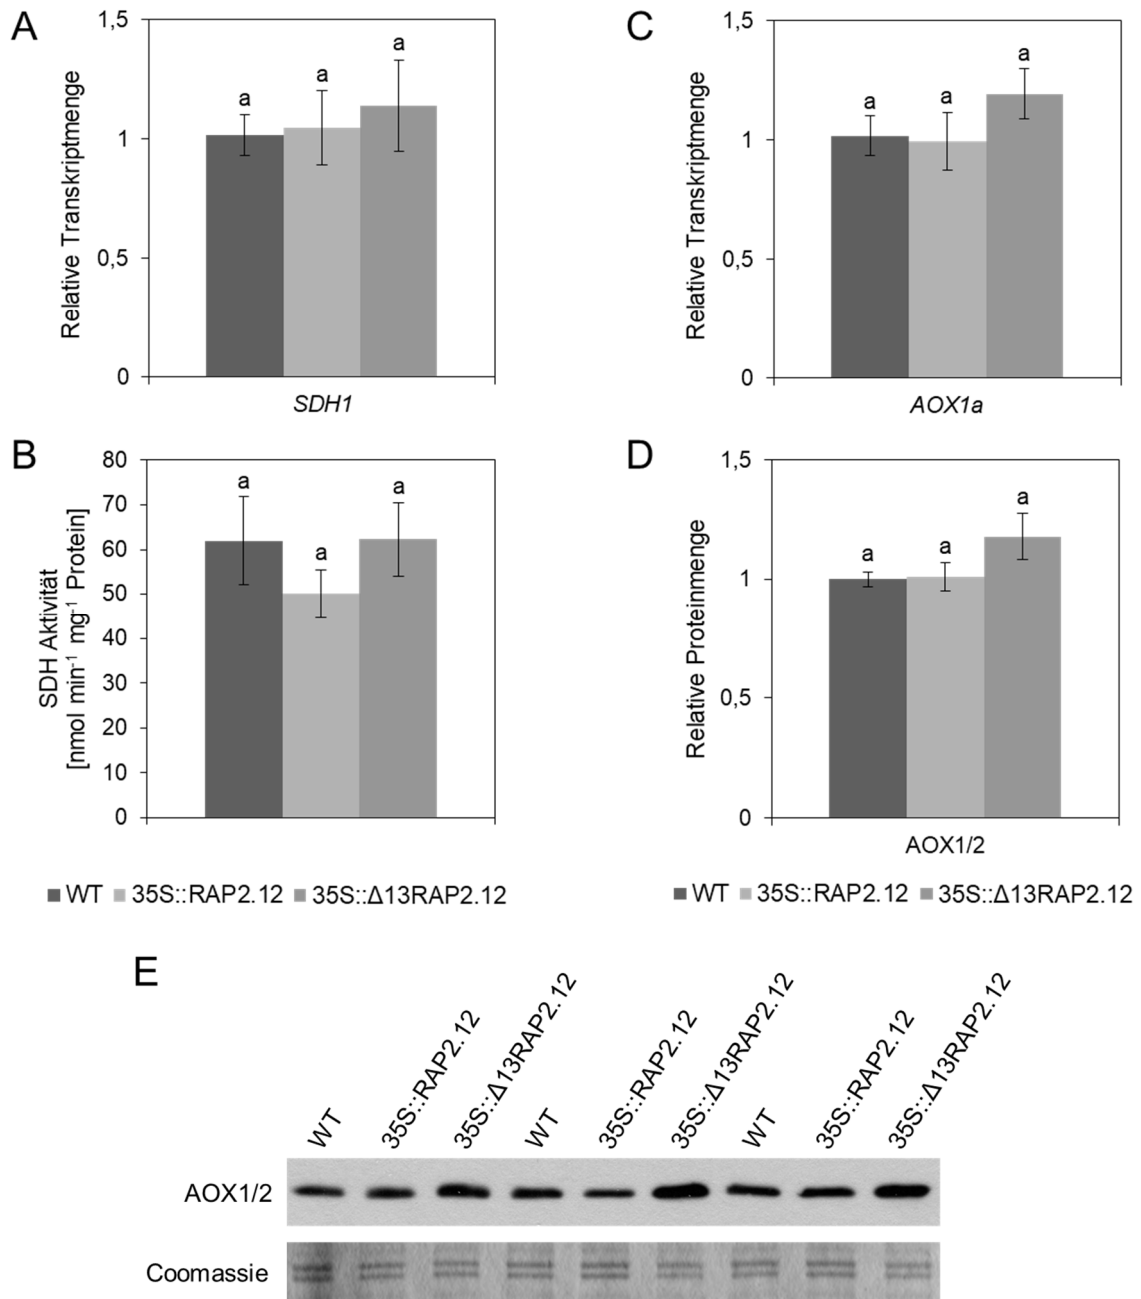 A
1,5
a
a
a
1
0,5
0
Relative Transkriptmenge
SDH1
C
1,5
a
a
a
1
0,5
0
Relative Transkriptmenge
AOX1a
B
80
70
60
50
40
30
20
10
0
a
a
a
SDH Aktivität
[nmol min⁻¹ mg⁻¹ Protein]
WT 35S::RAP2.12 35S::Δ13RAP2.12
D
1,5
a
a
a
1
0,5
0
Relative Proteinmenge
AOX1/2
WT 35S::RAP2.12 35S::Δ13RAP2.12
E
WT
35S::RAP2.12
35S::Δ13RAP2.12
WT
35S::RAP2.12
35S::Δ13RAP2.12
WT
35S::RAP2.12
35S::Δ13RAP2.12
AOX1/2
Coomassie